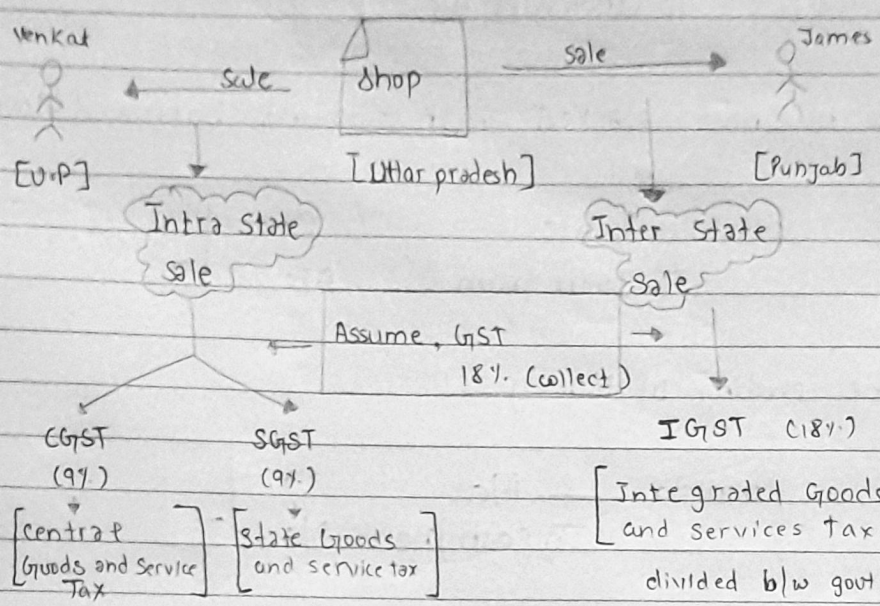 Venkat
James
sale
Shop
sale
[U.P]
[Uttar pradesh]
[Punjab]
Intra State
sale
Inter State
Sale
Assume, GST
18% (collect)
CGST
(9%)
SGST
(9%)
IGST (18%)
[Central
Goods and Service
Tax]
[State Goods
and service tax]
[Integrated Goods
and services tax
divided b/w govt